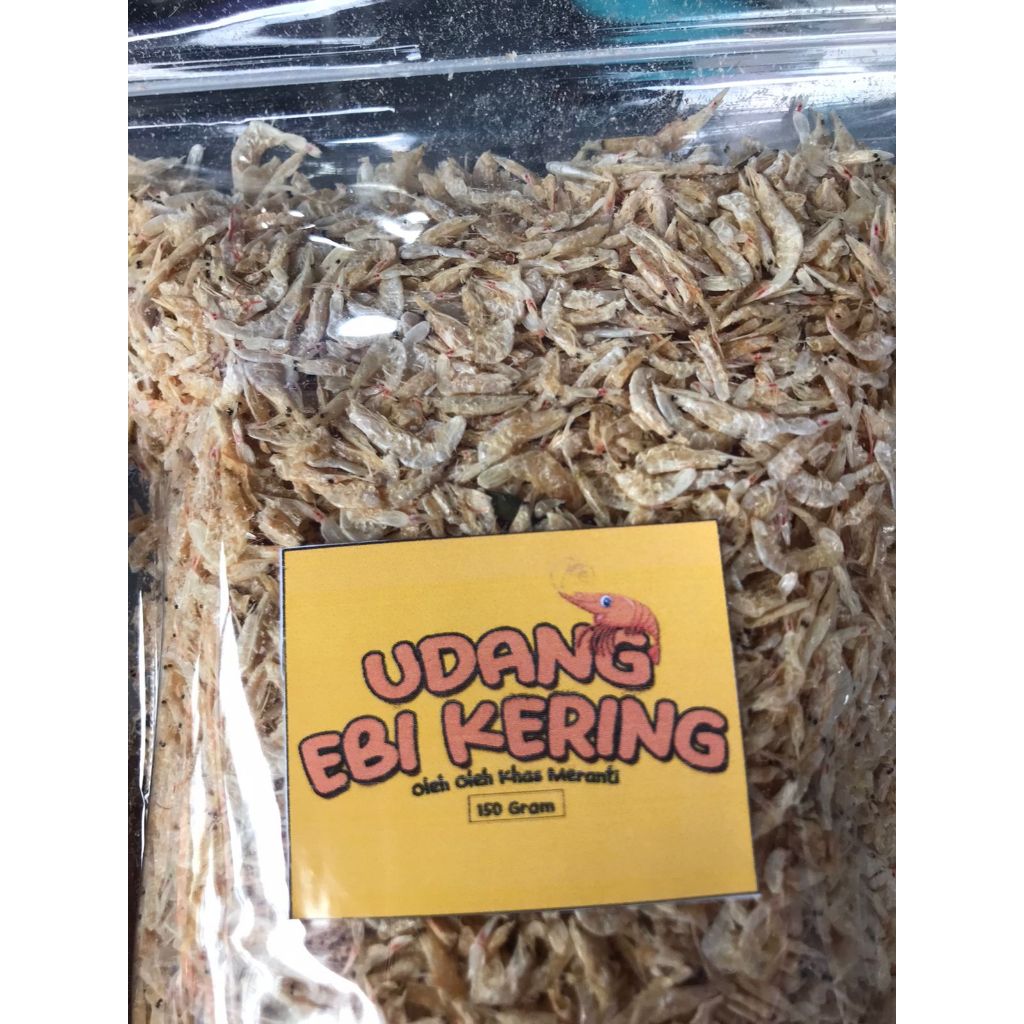 UDANG
EBI KERING
Oleh Oleh Khas Meranti
150 Gram